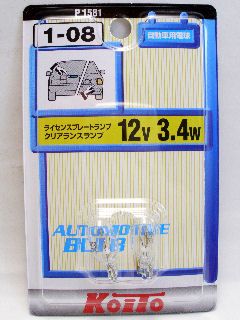 P1581
1-08
自動車用電球
ライセンスプレートランプ
クリアランスランプ
12V 3.4W
AUTOMOTIVE
BULB
KOITO